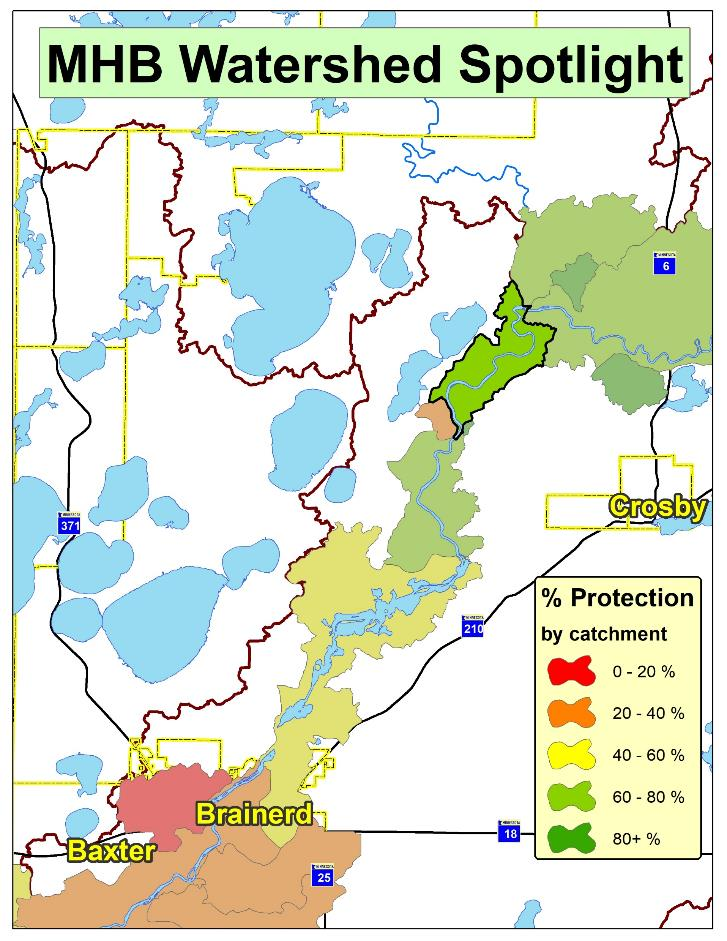 MHB Watershed Spotlight
6
Crosby
371
210
% Protection
by catchment
0 - 20 %
20 - 40 %
40 - 60 %
60 - 80 %
80+ %
Brainerd
18
Baxter
25